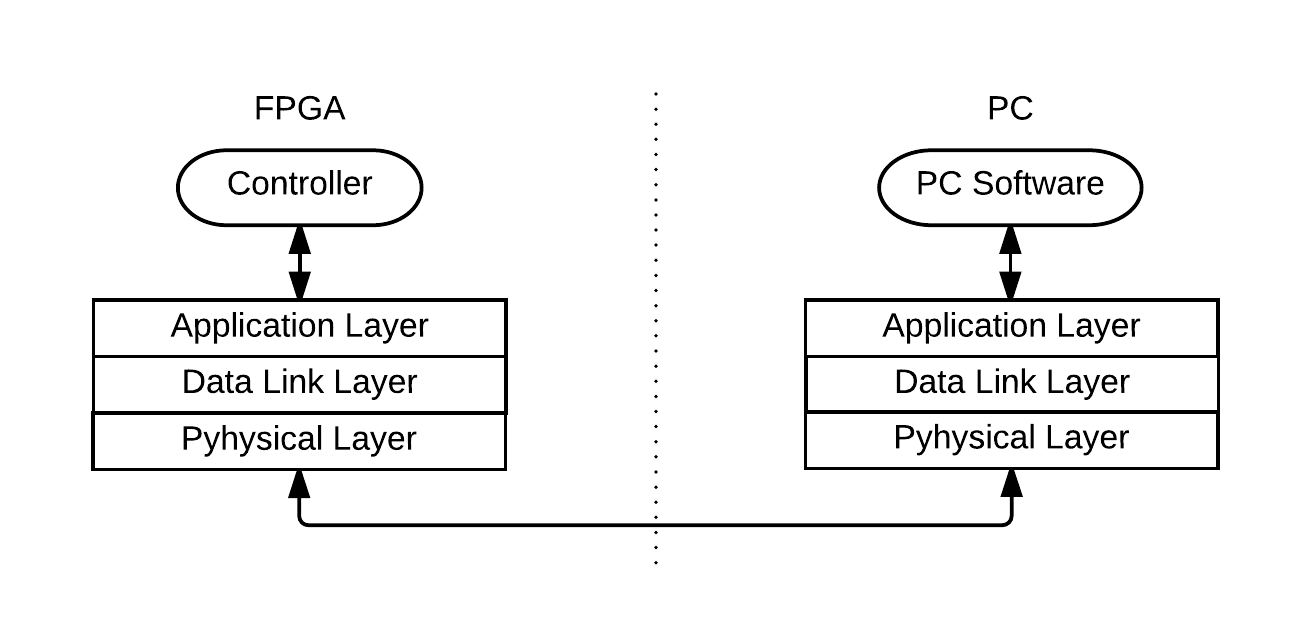 FPGA
Controller
Application Layer
Data Link Layer
Pyhysical Layer
PC
PC Software
Application Layer
Data Link Layer
Pyhysical Layer